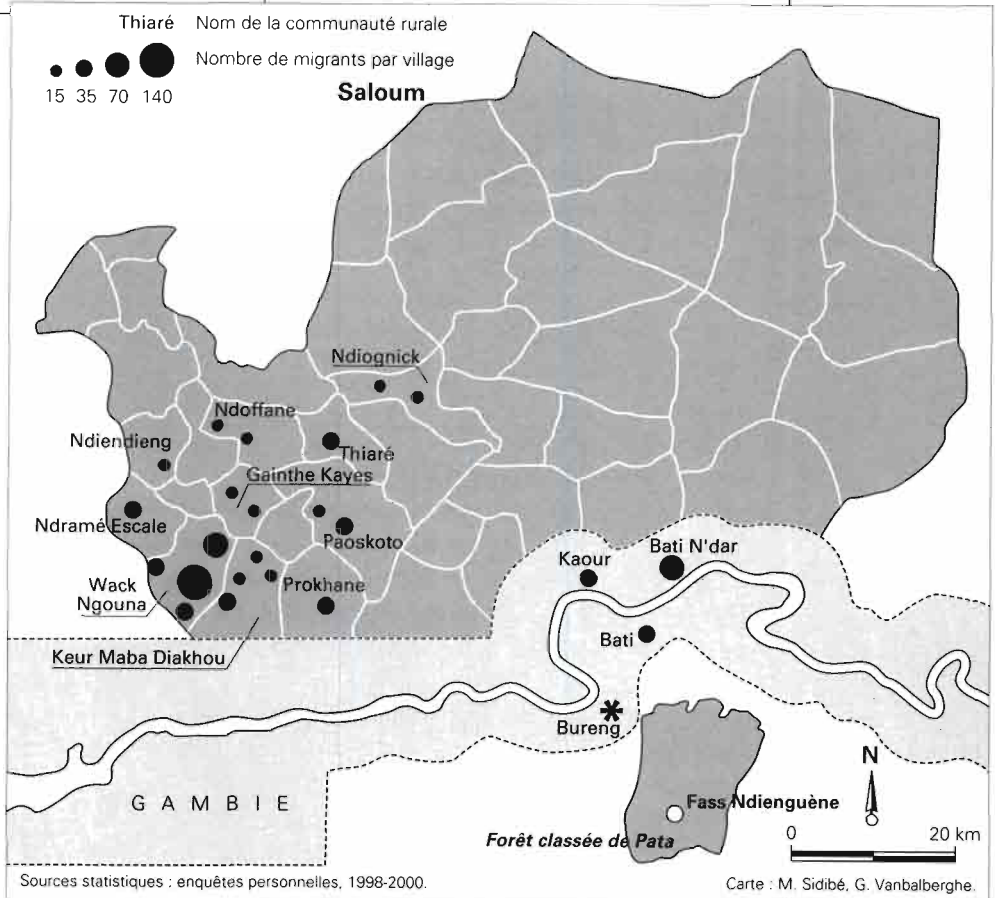 Thiaré Nom de la communauté rurale
Nombre de migrants par village
15 35 70 140
Saloum
Ndiognick
Ndoffane
Ndiendieng
Thiaré
Gainthe Kayes
Ndramé Escale
Paoskoto
Kaour
Bati N'dar
Wack
Ngouna
Prokhane
Bati
Keur Maba Diakhou
Bureng
N
GAMBIE
Fass Ndienguène
0 20 km
Forêt classée de Pata
Sources statistiques : enquêtes personnelles, 1998-2000.
Carte : M. Sidibé, G. Vanbalberghe.